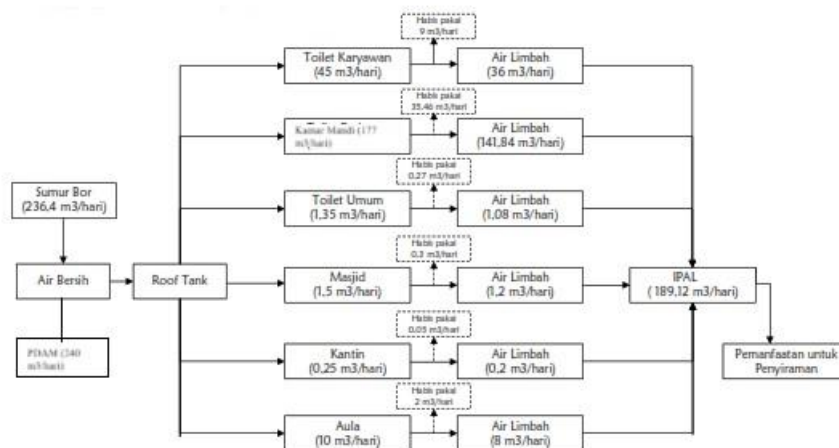 Habis pakai
9 m3/hari
Toilet Karyawan
(45 m3/hari)
Air Limbah
(36 m3/hari)
Habis pakai
35.46 m3/hari
Kamar Mandi (177
m3/hari)
Air Limbah
(141,84 m3/hari)
Habis pakai
0.27 m3/hari
Sumur Bor
(236,4 m3/hari)
Toilet Umum
(1,35 m3/hari)
Air Limbah
(1,08 m3/hari)
Habis pakai
0.3 m3/hari
Air Bersih
Roof Tank
Masjid
(1,5 m3/hari)
Air Limbah
(1,2 m3/hari)
IPAL
( 189,12 m3/hari)
Habis pakai
0.05 m3/hari
PDAM (240
m3/hari)
Kantin
(0,25 m3/hari)
Air Limbah
(0,2 m3/hari)
Pemanfaatan untuk
Penyiraman
Habis pakai
2 m3/hari
Aula
(10 m3/hari)
Air Limbah
(8 m3/hari)